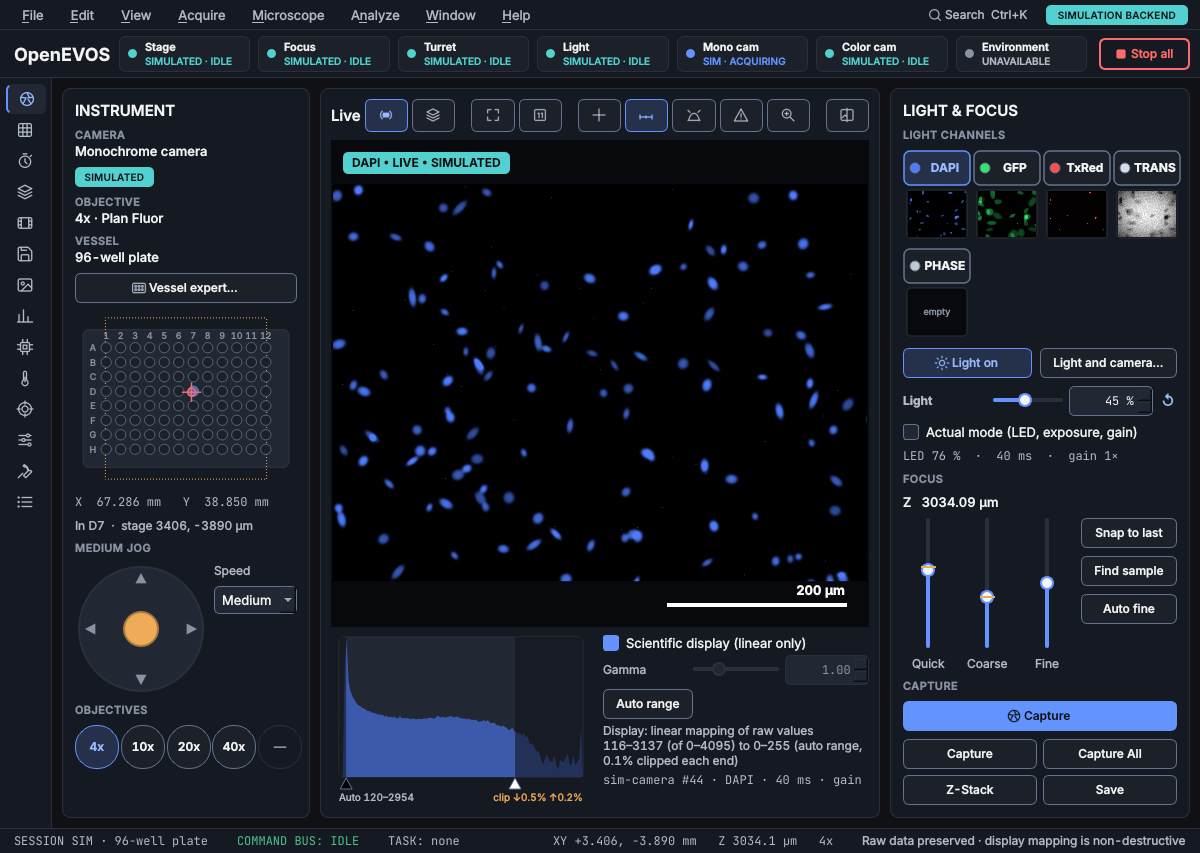 File Edit View Acquire Microscope Analyze Window Help Search Ctrl+K SIMULATION BACKEND
OpenEVOS
Stage
SIMULATED · IDLE
Focus
SIMULATED · IDLE
Turret
SIMULATED · IDLE
Light
SIMULATED · IDLE
Mono cam
SIM · ACQUIRING
Color cam
SIMULATED · IDLE
Environment
UNAVAILABLE
Stop all
INSTRUMENT
CAMERA
Monochrome camera
SIMULATED
OBJECTIVE
4x · Plan Fluor
VESSEL
96-well plate
Vessel expert...
1 2 3 4 5 6 7 8 9 10 11 12
A
B
C
D
E
F
G
H
X 67.286 mm Y 38.850 mm
In D7 · stage 3406, -3890 µm
MEDIUM JOG
Speed
Medium
OBJECTIVES
4x 10x 20x 40x —
Live
DAPI • LIVE • SIMULATED
200 µm
Auto 120–2954
clip ↓0.5% ↑0.2%
Scientific display (linear only)
Gamma 1.00
Auto range
Display: linear mapping of raw values
116–3137 (of 0–4095) to 0–255 (auto range,
0.1% clipped each end)
sim-camera #44 · DAPI · 40 ms · gain
LIGHT & FOCUS
LIGHT CHANNELS
DAPI GFP TxRed TRANS
PHASE
empty
Light on Light and camera...
Light 45 %
Actual mode (LED, exposure, gain)
LED 76 % · 40 ms · gain 1×
FOCUS
Z 3034.09 µm
Snap to last
Find sample
Auto fine
Quick Coarse Fine
CAPTURE
Capture
Capture Capture All
Z-Stack Save
SESSION SIM · 96-well plate COMMAND BUS: IDLE TASK: none XY +3.406, -3.890 mm Z 3034.1 µm 4x Raw data preserved · display mapping is non-destructive